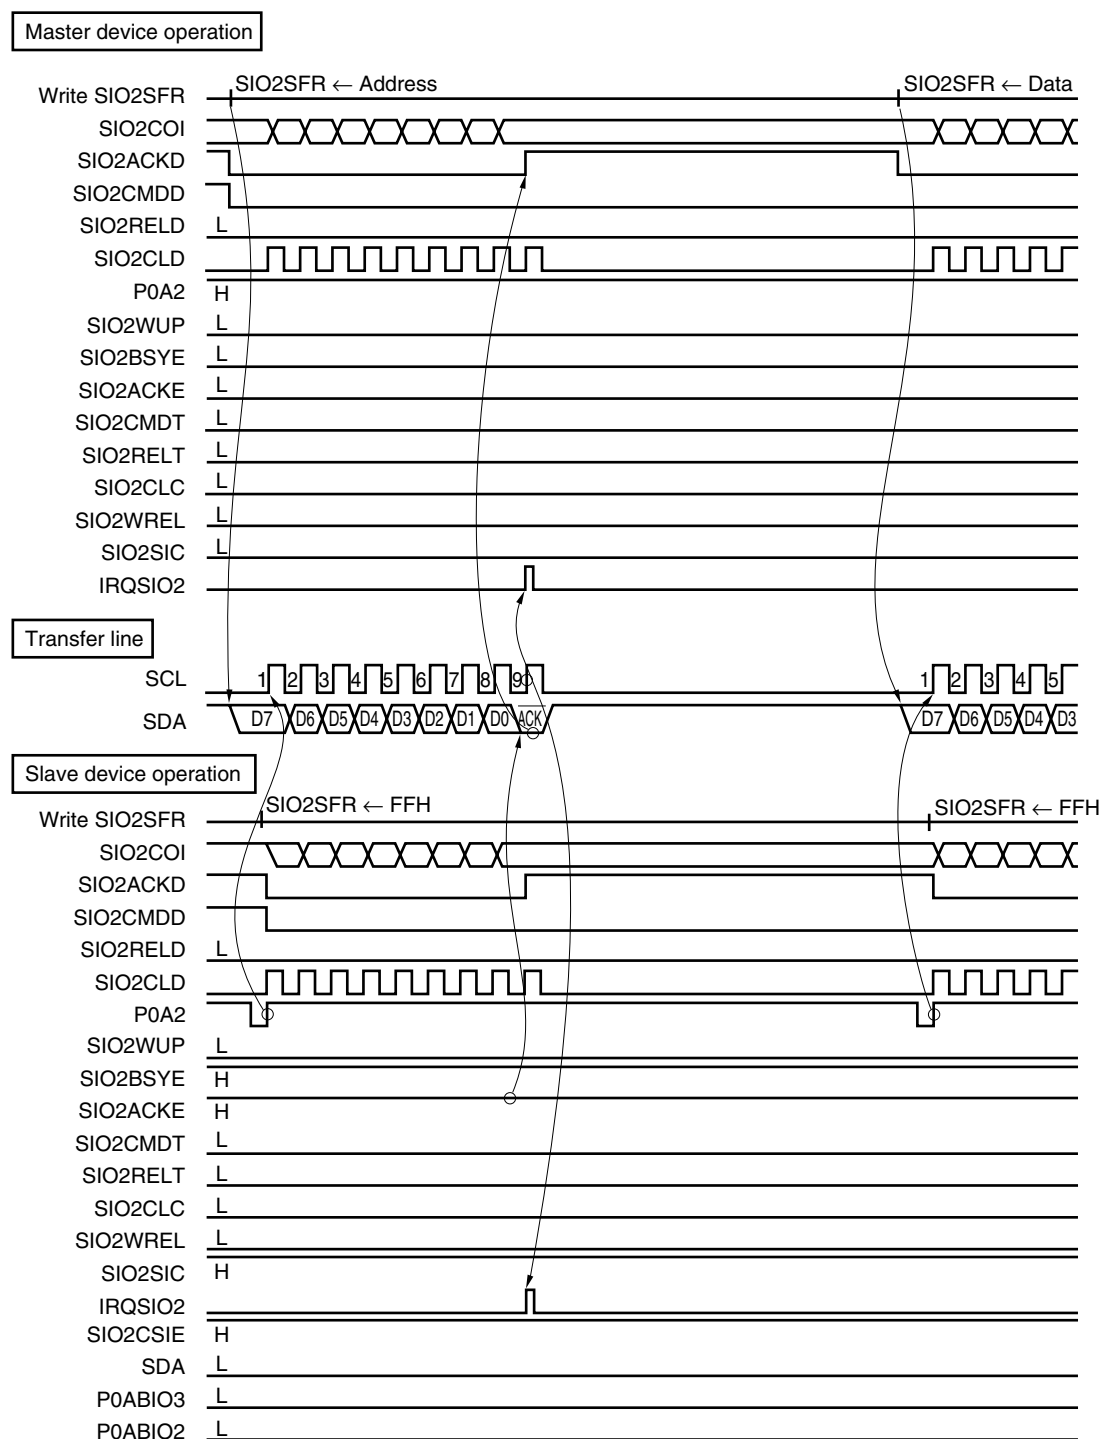 Master device operation
SIO2SFR ← Address
SIO2SFR ← Data
Write SIO2SFR
SIO2COI
SIO2ACKD
SIO2CMDD
SIO2RELD L
SIO2CLD
P0A2 H
SIO2WUP L
SIO2BSYE L
SIO2ACKE L
SIO2CMDT L
SIO2RELT L
SIO2CLC L
SIO2WREL L
SIO2SIC L
IRQSIO2
Transfer line
SCL 1 2 3 4 5 6 7 8 9 1 2 3 4 5
SDA D7 D6 D5 D4 D3 D2 D1 D0 ACK D7 D6 D5 D4 D3
Slave device operation
SIO2SFR ← FFH
SIO2SFR ← FFH
Write SIO2SFR
SIO2COI
SIO2ACKD
SIO2CMDD
SIO2RELD L
SIO2CLD
P0A2
SIO2WUP L
SIO2BSYE H
SIO2ACKE H
SIO2CMDT L
SIO2RELT L
SIO2CLC L
SIO2WREL L
SIO2SIC H
IRQSIO2
SIO2CSIE H
SDA L
P0ABIO3 L
P0ABIO2 L